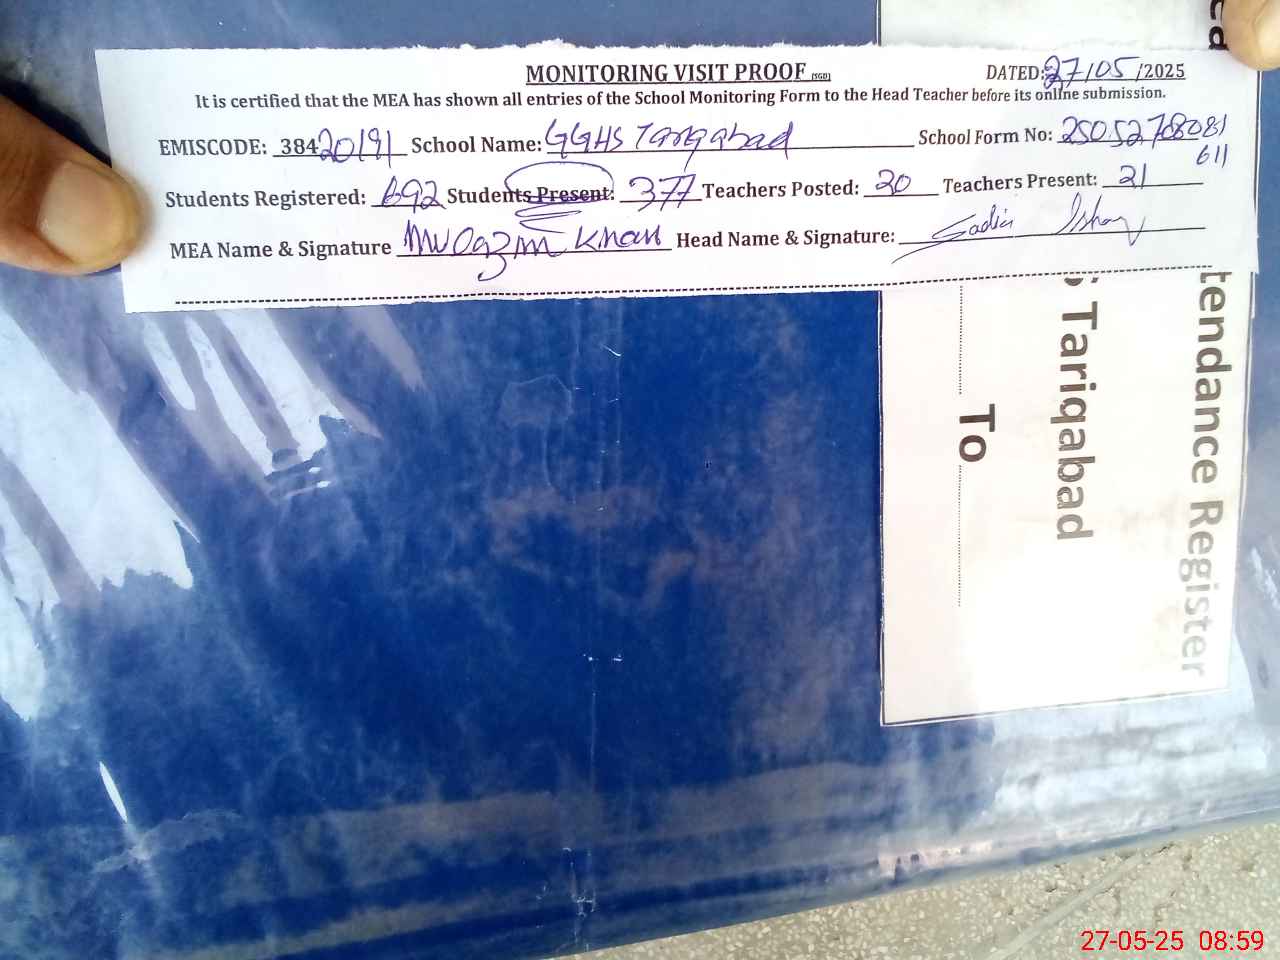 MONITORING VISIT PROOF (SGD)
DATED: 27/05/2025
It is certified that the MEA has shown all entries of the School Monitoring Form to the Head Teacher before its online submission.
EMISCODE: 38420191 School Name: GGHS Tariqabad School Form No: 25052708081
611
Students Registered: 692 Students Present: 377 Teachers Posted: 20 Teachers Present: 21
MEA Name & Signature Muoazm Khan Head Name & Signature: Sadia
tendance Register
Tariqabad
To
27-05-25 08:59